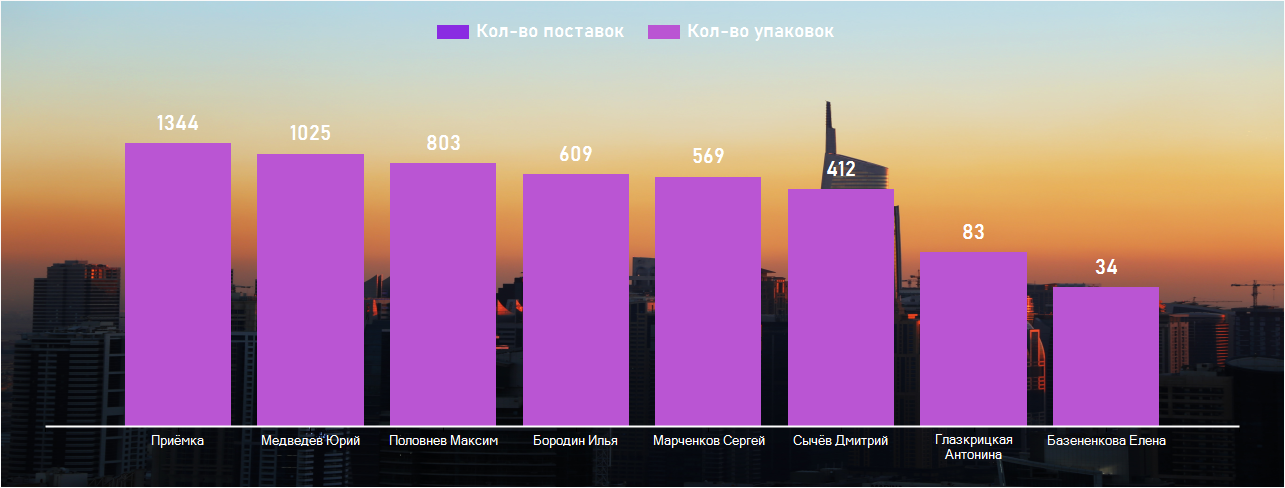 Кол-во поставок Кол-во упаковок
1344
1025
803
609
569
412
83
34
Приёмка Медведев Юрий Половнев Максим Бородин Илья Марченков Сергей Сычёв Дмитрий Глазкрицкая Базененкова Елена
Антонина